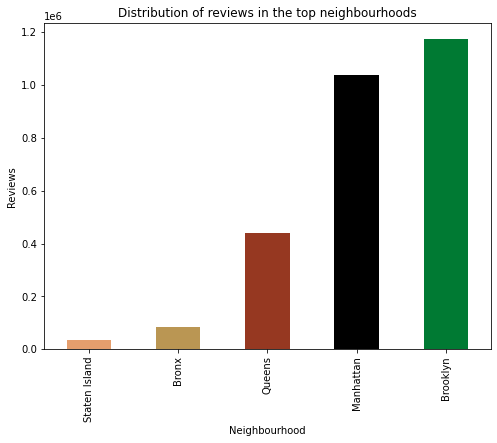 Distribution of reviews in the top neighbourhoods
1e6
1.2
1.0
0.8
0.6
0.4
0.2
0.0
Reviews
Staten Island
Bronx
Queens
Manhattan
Brooklyn
Neighbourhood